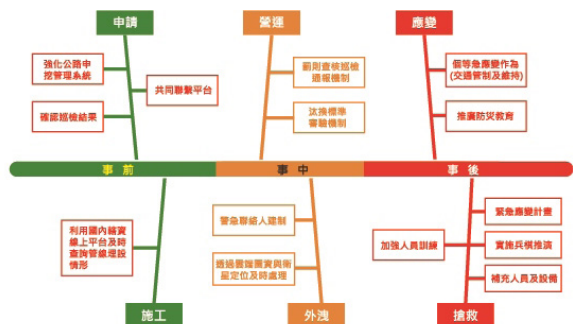 申請
營運
應變
強化公路申
挖管理系統
共同聯繫平台
確認巡檢結果
罰則查核巡檢
通報機制
汰換標準
審驗機制
個等急應變作為
(交通管制及維持)
推廣防災教育
事前
事中
事後
利用國內
線上平台及時
查詢管線埋設
情形
警急聯絡人建制
透過雲端圖資與衛
星定位及時處理
加強人員訓練
緊急應變計畫
實施兵棋推演
補充人員及設備
施工
外洩
搶救